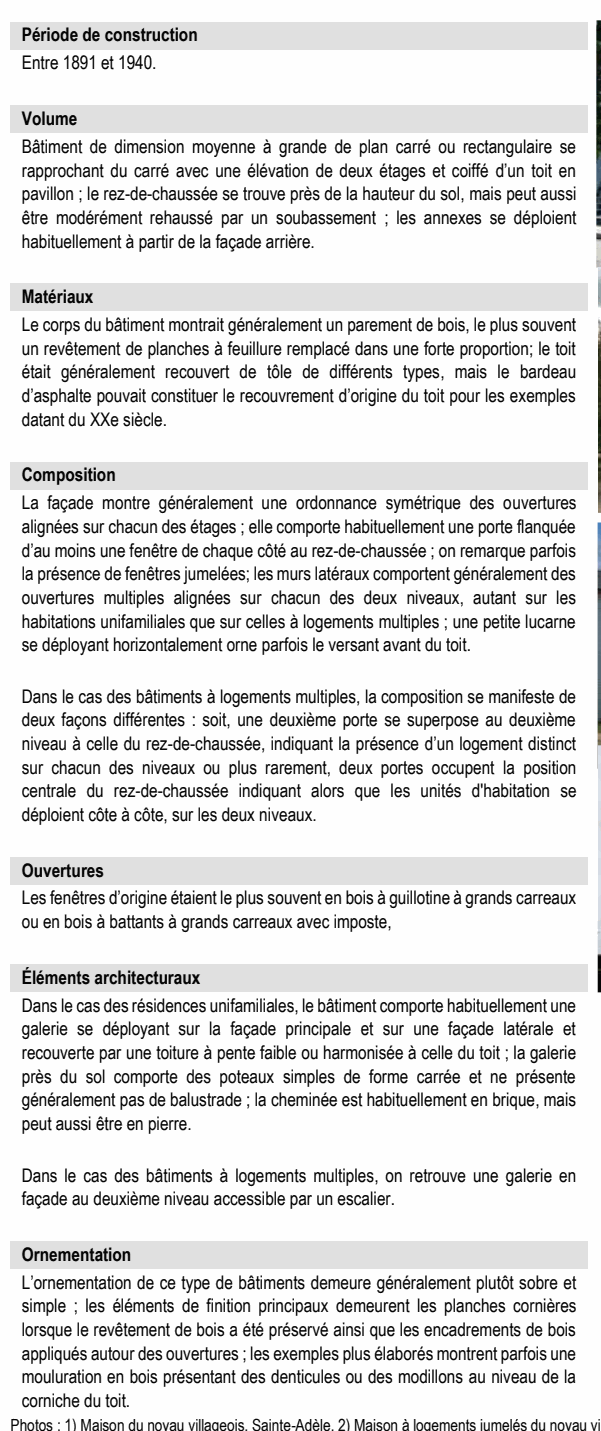 Période de construction
Entre 1891 et 1940.
Volume
Bâtiment de dimension moyenne à grande de plan carré ou rectangulaire se
rapprochant du carré avec une élévation de deux étages et coiffé d'un toit en
pavillon ; le rez-de-chaussée se trouve près de la hauteur du sol, mais peut aussi
être modérément rehaussé par un soubassement ; les annexes se déploient
habituellement à partir de la façade arrière.
Matériaux
Le corps du bâtiment montrait généralement un parement de bois, le plus souvent
un revêtement de planches à feuillure remplacé dans une forte proportion; le toit
était généralement recouvert de tôle de différents types, mais le bardeau
d'asphalte pouvait constituer le recouvrement d'origine du toit pour les exemples
datant du XXe siècle.
Composition
La façade montre généralement une ordonnance symétrique des ouvertures
alignées sur chacun des étages ; elle comporte habituellement une porte flanquée
d'au moins une fenêtre de chaque côté au rez-de-chaussée ; on remarque parfois
la présence de fenêtres jumelées; les murs latéraux comportent généralement des
ouvertures multiples alignées sur chacun des deux niveaux, autant sur les
habitations unifamiliales que sur celles à logements multiples ; une petite lucarne
se déployant horizontalement orne parfois le versant avant du toit.
Dans le cas des bâtiments à logements multiples, la composition se manifeste de
deux façons différentes : soit, une deuxième porte se superpose au deuxième
niveau à celle du rez-de-chaussée, indiquant la présence d'un logement distinct
sur chacun des niveaux ou plus rarement, deux portes occupent la position
centrale du rez-de-chaussée indiquant alors que les unités d'habitation se
déploient côte à côte, sur les deux niveaux.
Ouvertures
Les fenêtres d'origine étaient le plus souvent en bois à guillotine à grands carreaux
ou en bois à battants à grands carreaux avec imposte,
Éléments architecturaux
Dans le cas des résidences unifamiliales, le bâtiment comporte habituellement une
galerie se déployant sur la façade principale et sur une façade latérale et
recouverte par une toiture à pente faible ou harmonisée à celle du toit ; la galerie
près du sol comporte des poteaux simples de forme carrée et ne présente
généralement pas de balustrade ; la cheminée est habituellement en brique, mais
peut aussi être en pierre.
Dans le cas des bâtiments à logements multiples, on retrouve une galerie en
façade au deuxième niveau accessible par un escalier.
Ornementation
L'ornementation de ce type de bâtiments demeure généralement plutôt sobre et
simple ; les éléments de finition principaux demeurent les planches cornières
lorsque le revêtement de bois a été préservé ainsi que les encadrements de bois
appliqués autour des ouvertures ; les exemples plus élaborés montrent parfois une
mouluration en bois présentant des denticules ou des modillons au niveau de la
corniche du toit.
Photos : 1) Maison du noyau villageois, Sainte-Adèle. 2) Maison à logements jumelés du noyau vi